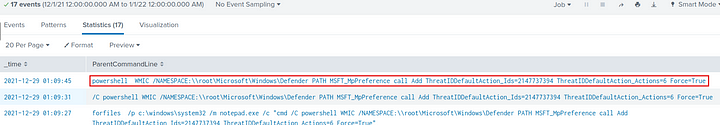 17 events (12/1/21 12:00:00.000 AM to 1/1/22 12:00:00.000 AM) No Event Sampling Job Smart Mode
Events Patterns Statistics (17) Visualization
20 Per Page Format Preview
_time ParentCommandLine
2021-12-29 01:09:45 powershell WMIC /NAMESPACE:\\root\Microsoft\Windows\Defender PATH MSFT_MpPreference call Add ThreatIDDefaultAction_Ids=2147737394 ThreatIDDefaultAction_Actions=6 Force=True
2021-12-29 01:09:31 /C powershell WMIC /NAMESPACE:\\root\Microsoft\Windows\Defender PATH MSFT_MpPreference call Add ThreatIDDefaultAction_Ids=2147737394 ThreatIDDefaultAction_Actions=6 Force=True
2021-12-29 01:09:27 forfiles /p c:\windows\system32 /m notepad.exe /c "cmd /C powershell WMIC /NAMESPACE:\\root\Microsoft\Windows\Defender PATH MSFT_MpPreference call Add
ThreatIDDefaultAction_Ids=2147737394 ThreatIDDefaultAction_Actions=6 Force=True"